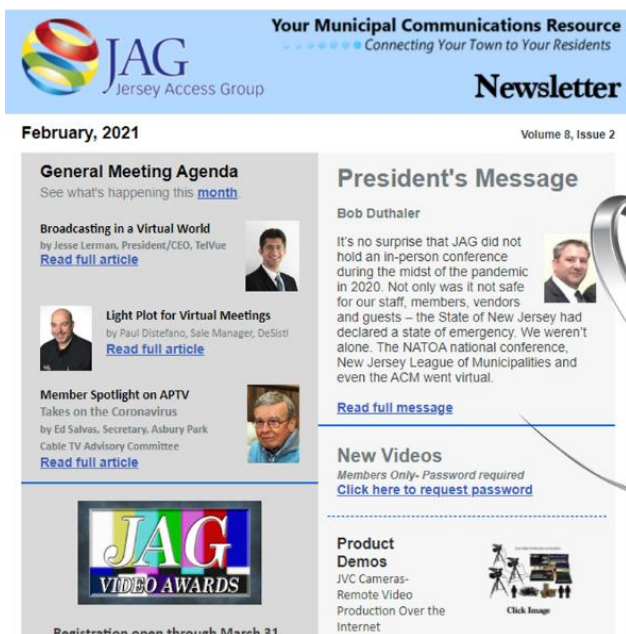 JAG
Jersey Access Group
Your Municipal Communications Resource
Connecting Your Town to Your Residents
Newsletter
February, 2021
Volume 8, Issue 2
General Meeting Agenda
See what's happening this month.
Broadcasting in a Virtual World
by Jesse Lerman, President/CEO, TelVue
Read full article
Light Plot for Virtual Meetings
by Paul Distefano, Sale Manager, DeSisti
Read full article
Member Spotlight on APTV
Takes on the Coronavirus
by Ed Salvas, Secretary, Asbury Park
Cable TV Advisory Committee
Read full article
JAG
VIDEO AWARDS
Registration open through March 31
President's Message
Bob Duthaler
It's no surprise that JAG did not
hold an in-person conference
during the midst of the pandemic
in 2020. Not only was it not safe
for our staff, members, vendors
and guests – the State of New Jersey had
declared a state of emergency. We weren't
alone. The NATOA national conference,
New Jersey League of Municipalities and
even the ACM went virtual.
Read full message
New Videos
Members Only- Password required
Click here to request password
Product
Demos
JVC Cameras-
Remote Video
Production Over the
Internet
Click Image